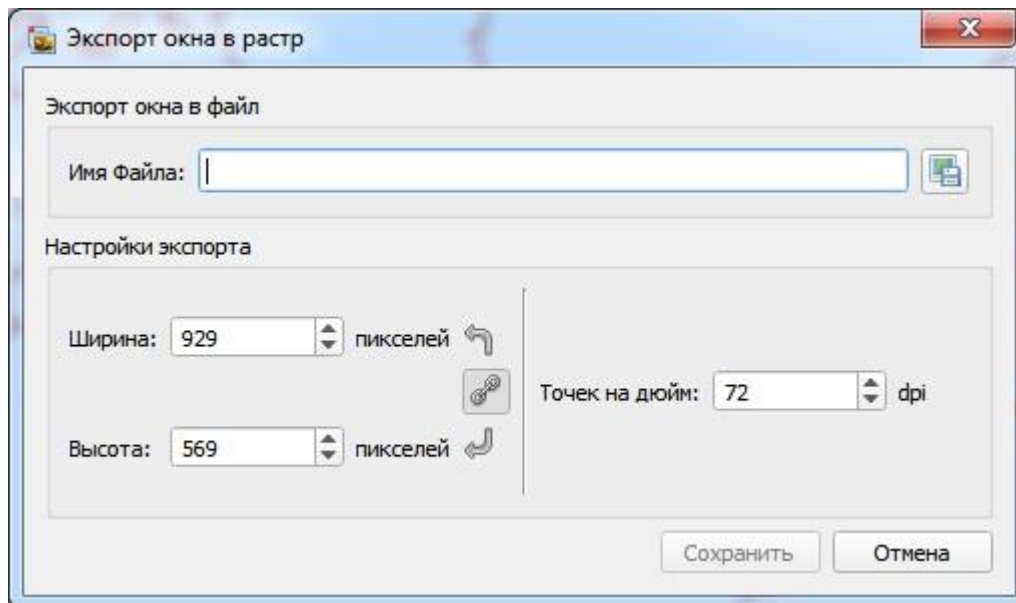 Экспорт окна в растр
Экспорт окна в файл
Имя Файла:
Настройки экспорта
Ширина: 929 пикселей
Точек на дюйм: 72 dpi
Высота: 569 пикселей
Сохранить Отмена